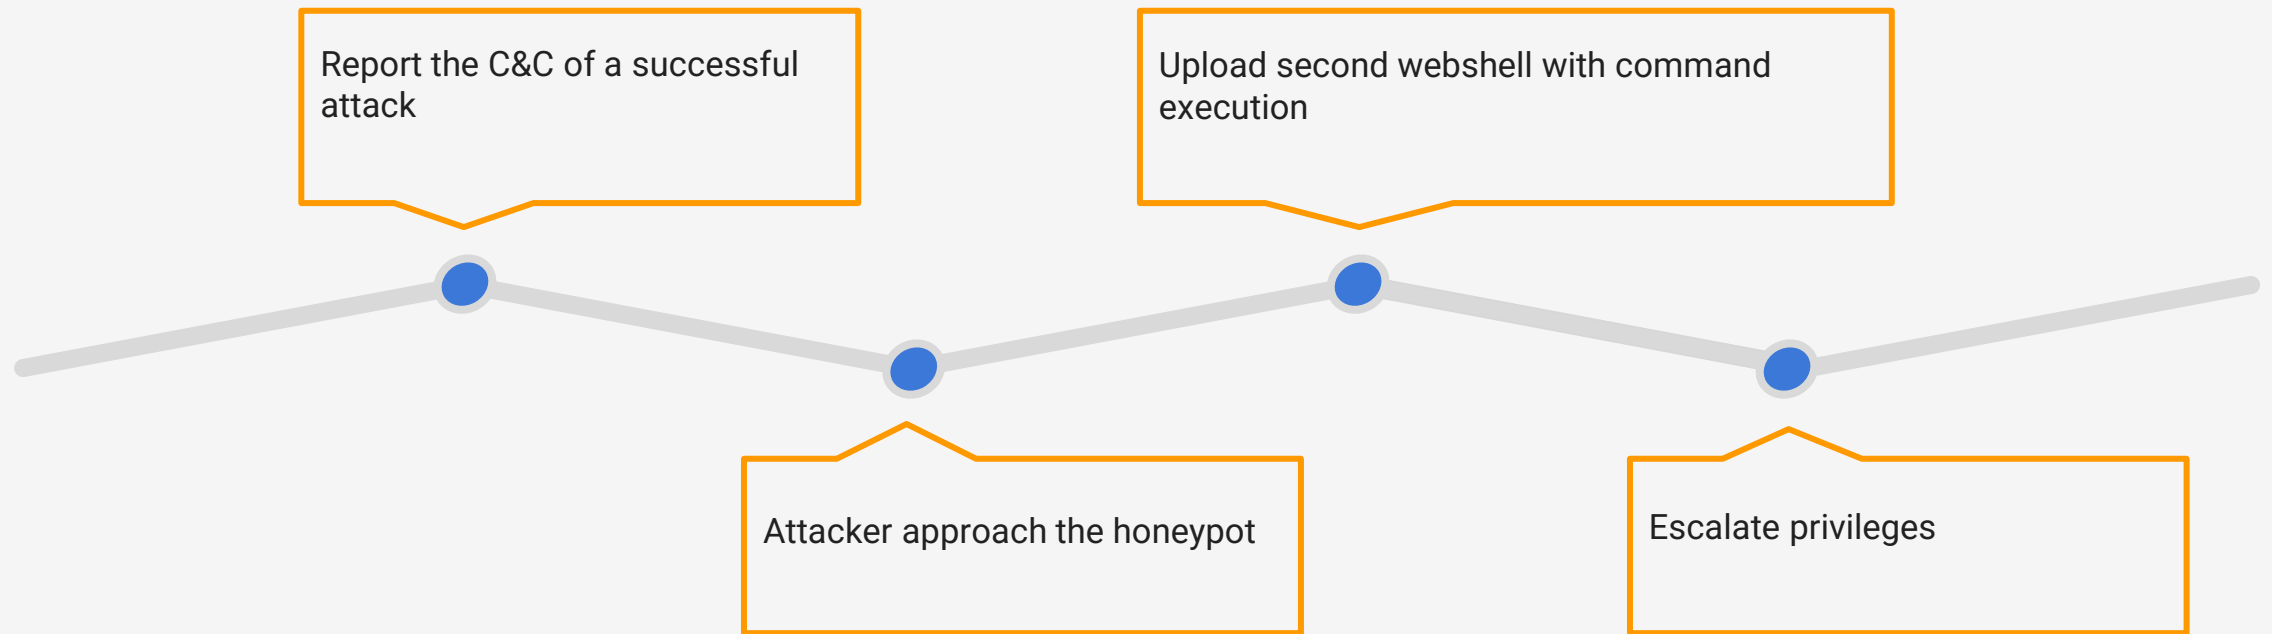 Report the C&C of a successful
attack
Attacker approach the honeypot
Upload second webshell with command
execution
Escalate privileges